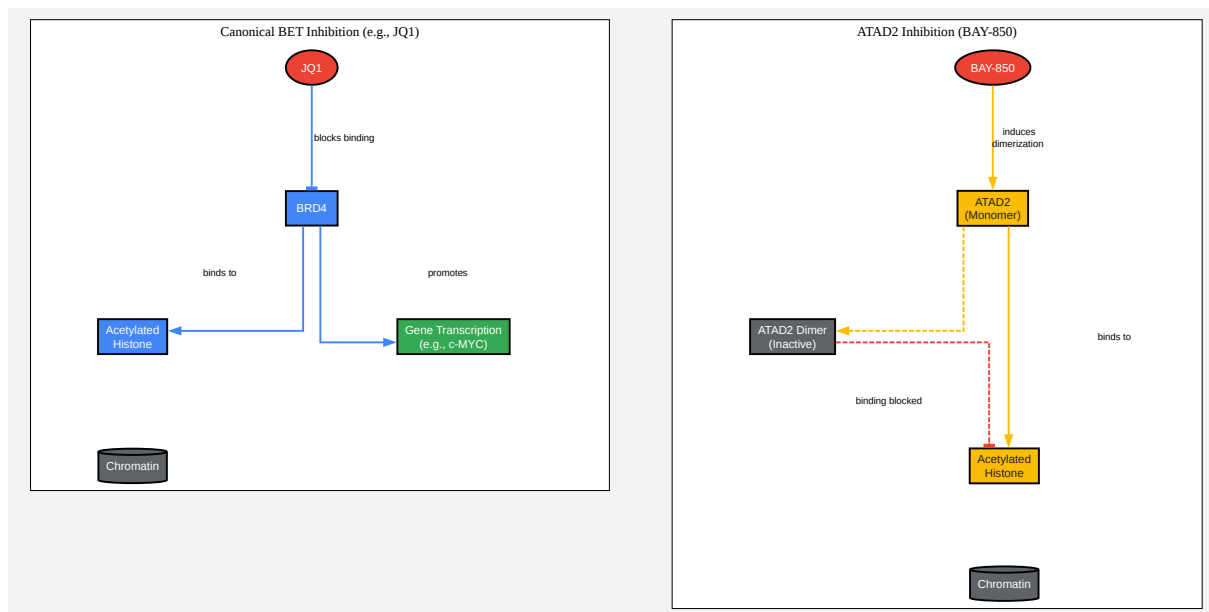 Canonical BET Inhibition (e.g., JQ1)
JQ1
blocks binding
BRD4
binds to
promotes
Acetylated
Histone
Gene Transcription
(e.g., c-MYC)
Chromatin
ATAD2 Inhibition (BAY-850)
BAY-850
induces
dimerization
ATAD2
(Monomer)
ATAD2 Dimer
(Inactive)
binds to
binding blocked
Acetylated
Histone
Chromatin